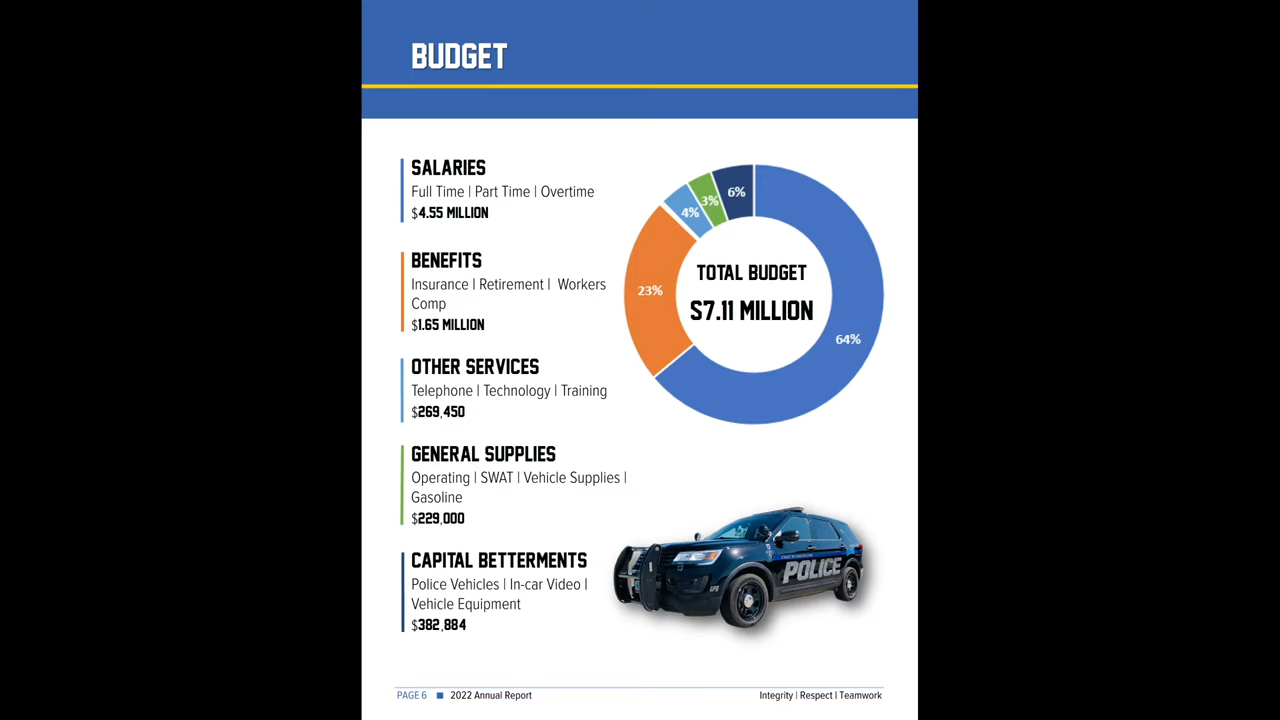 BUDGET
SALARIES
Full Time | Part Time | Overtime
$4.55 MILLION
BENEFITS
Insurance | Retirement | Workers
Comp
$1.65 MILLION
OTHER SERVICES
Telephone | Technology | Training
$269,450
GENERAL SUPPLIES
Operating | SWAT | Vehicle Supplies |
Gasoline
$229,000
CAPITAL BETTERMENTS
Police Vehicles | In-car Video |
Vehicle Equipment
$382,884
6%
3%
4%
23%
64%
TOTAL BUDGET
$7.11 MILLION
POLICE
PAGE 6 ■ 2022 Annual Report
Integrity | Respect | Teamwork